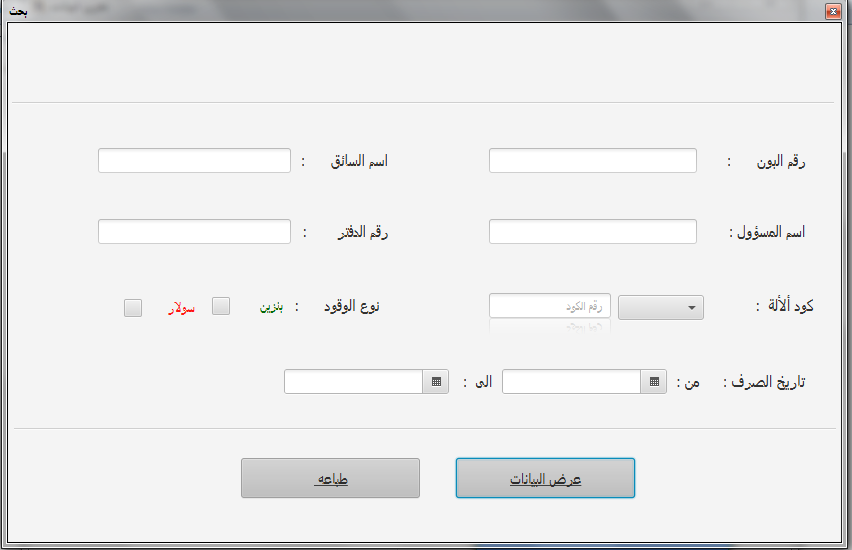 بحث
رقم البون : اسم السائق :
اسم المسؤول : رقم الدفتر :
كود ألألة : رقم الكود نوع الوقود : بنزين سولار
تاريخ الصرف : من : الى :
عرض البيانات طباعه